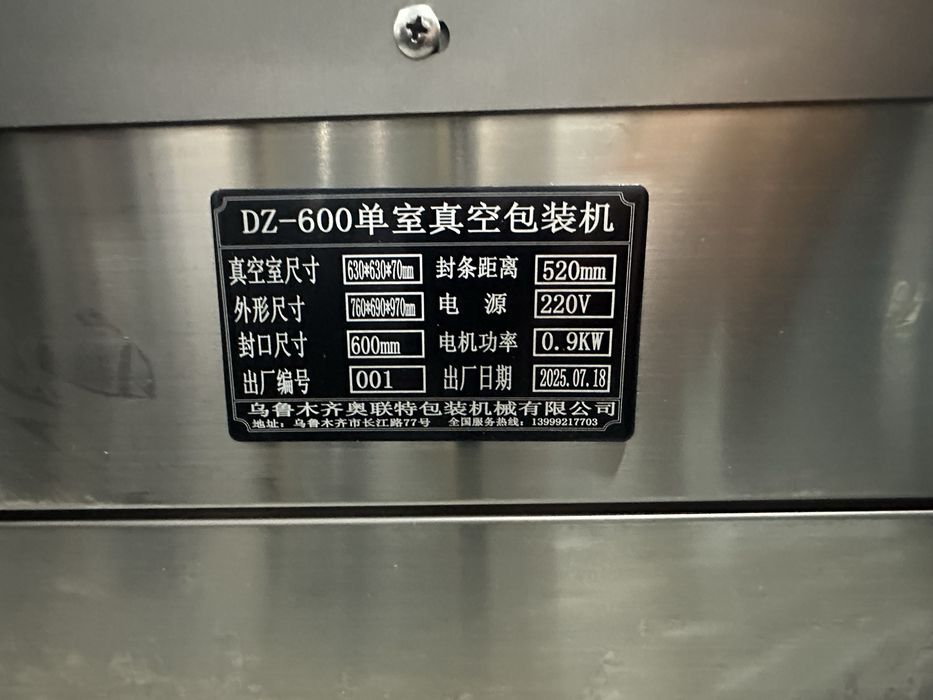 DZ-600单室真空包装机
真空室尺寸 630*630*70mm 封条距离 520mm
外形尺寸 760*690*970mm 电 源 220V
封口尺寸 600mm 电机功率 0.9KW
出厂编号 001 出厂日期 2025.07.18
乌鲁木齐奥联特包装机械有限公司
地址：乌鲁木齐市长江路77号 全国服务热线：13999217703